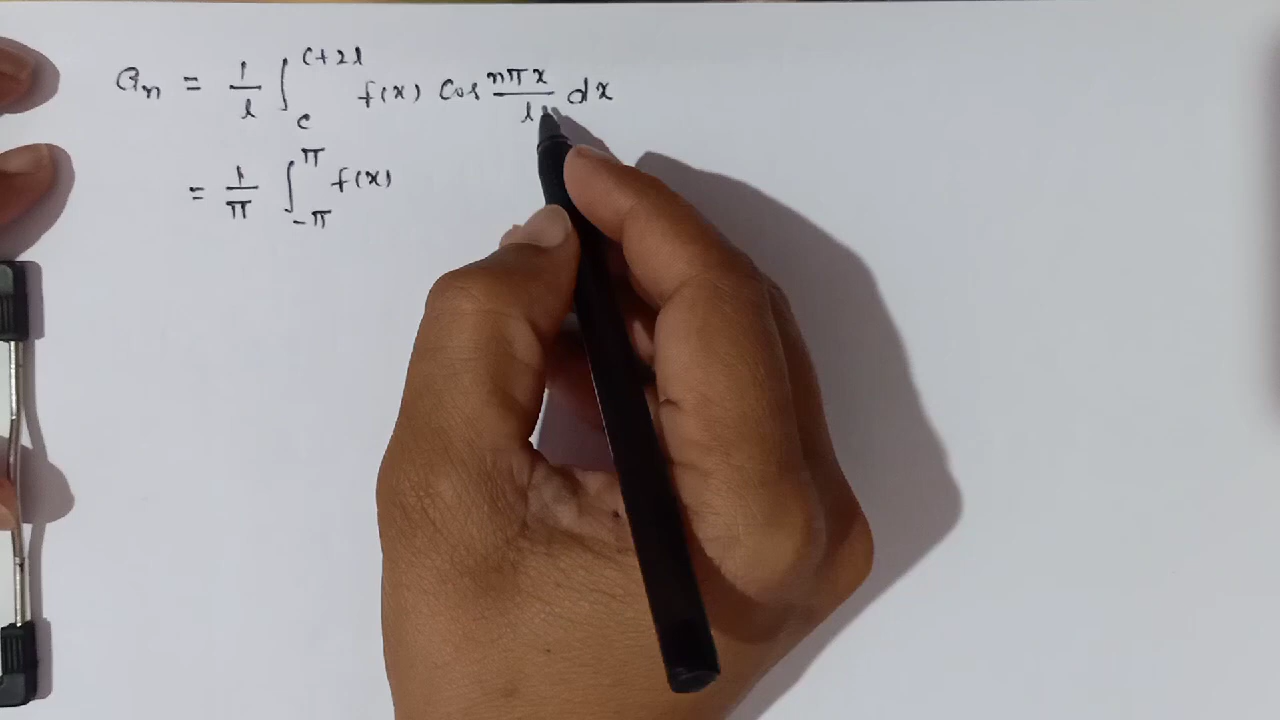 aₙ = 1/l ∫_c^{c+2l} f(x) cos nπx/l dx
= 1/π ∫_{-π}^{π} f(x)